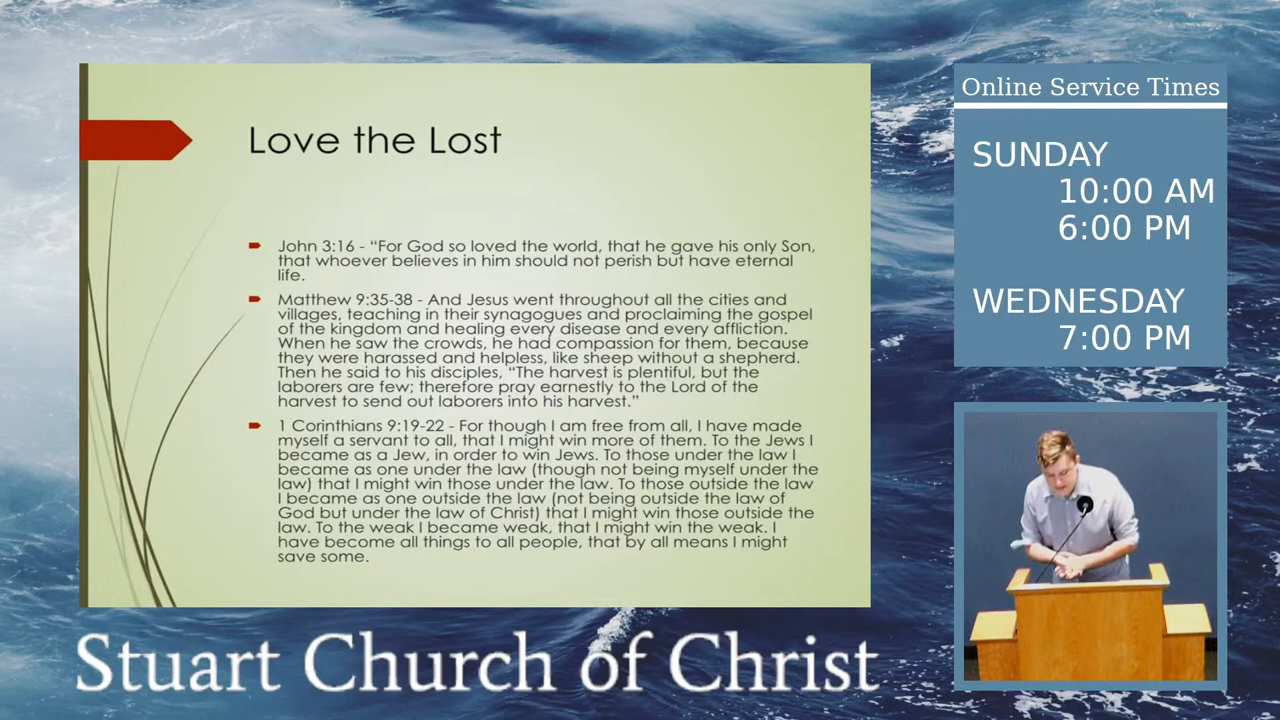 Love the Lost
John 3:16 - “For God so loved the world, that he gave his only Son,
that whoever believes in him should not perish but have eternal
life.
Matthew 9:35-38 - And Jesus went throughout all the cities and
villages, teaching in their synagogues and proclaiming the gospel
of the kingdom and healing every disease and every affliction.
When he saw the crowds, he had compassion for them, because
they were harassed and helpless, like sheep without a shepherd.
Then he said to his disciples, “The harvest is plentiful, but the
laborers are few; therefore pray earnestly to the Lord of the
harvest to send out laborers into his harvest.”
1 Corinthians 9:19-22 - For though I am free from all, I have made
myself a servant to all, that I might win more of them. To the Jews I
became as a Jew, in order to win Jews. To those under the law I
became as one under the law (though not being myself under the
law) that I might win those under the law. To those outside the law
I became as one outside the law (not being outside the law of
God but under the law of Christ) that I might win those outside the
law. To the weak I became weak, that I might win the weak. I
have become all things to all people, that by all means I might
save some.
Online Service Times
SUNDAY
10:00 AM
6:00 PM
WEDNESDAY
7:00 PM
Stuart Church of Christ